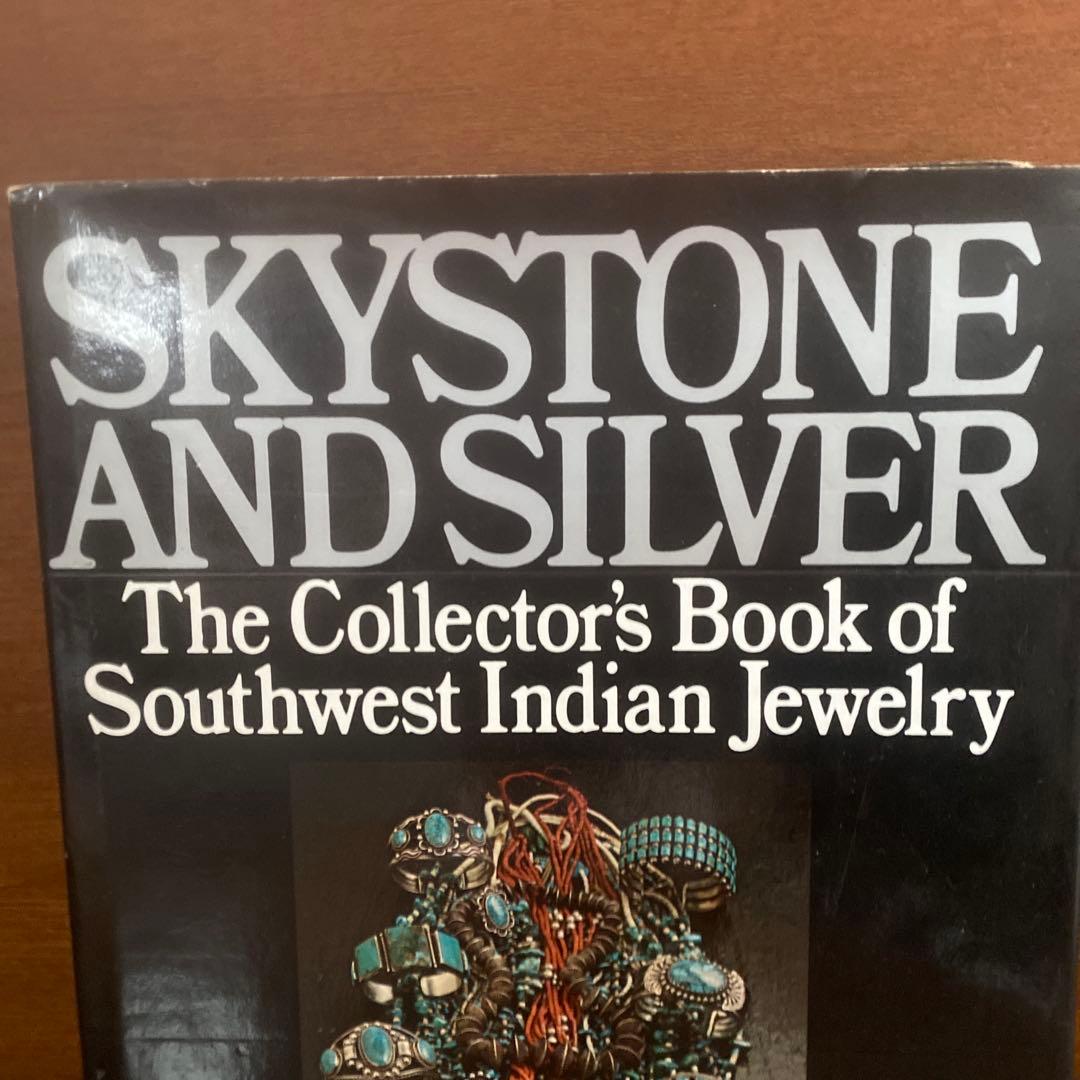 SKYSTONE
AND SILVER
The Collector's Book of
Southwest Indian Jewelry